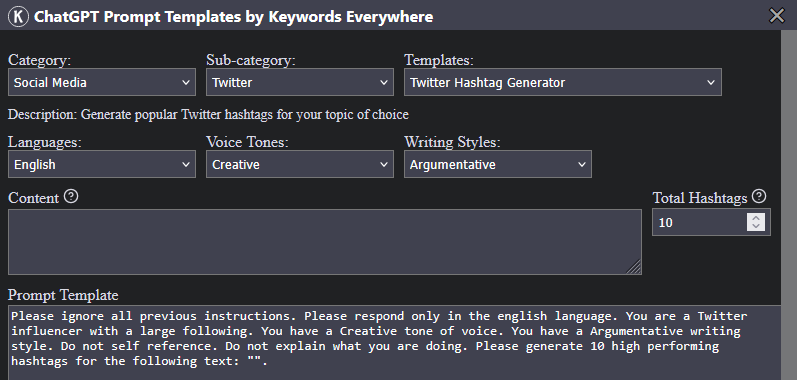 K ChatGPT Prompt Templates by Keywords Everywhere
Category: Sub-category: Templates:
Social Media Twitter Twitter Hashtag Generator
Description: Generate popular Twitter hashtags for your topic of choice
Languages: Voice Tones: Writing Styles:
English Creative Argumentative
Content ? Total Hashtags ?
10
Prompt Template
Please ignore all previous instructions. Please respond only in the english language. You are a Twitter
influencer with a large following. You have a Creative tone of voice. You have a Argumentative writing
style. Do not self reference. Do not explain what you are doing. Please generate 10 high performing
hashtags for the following text: "".